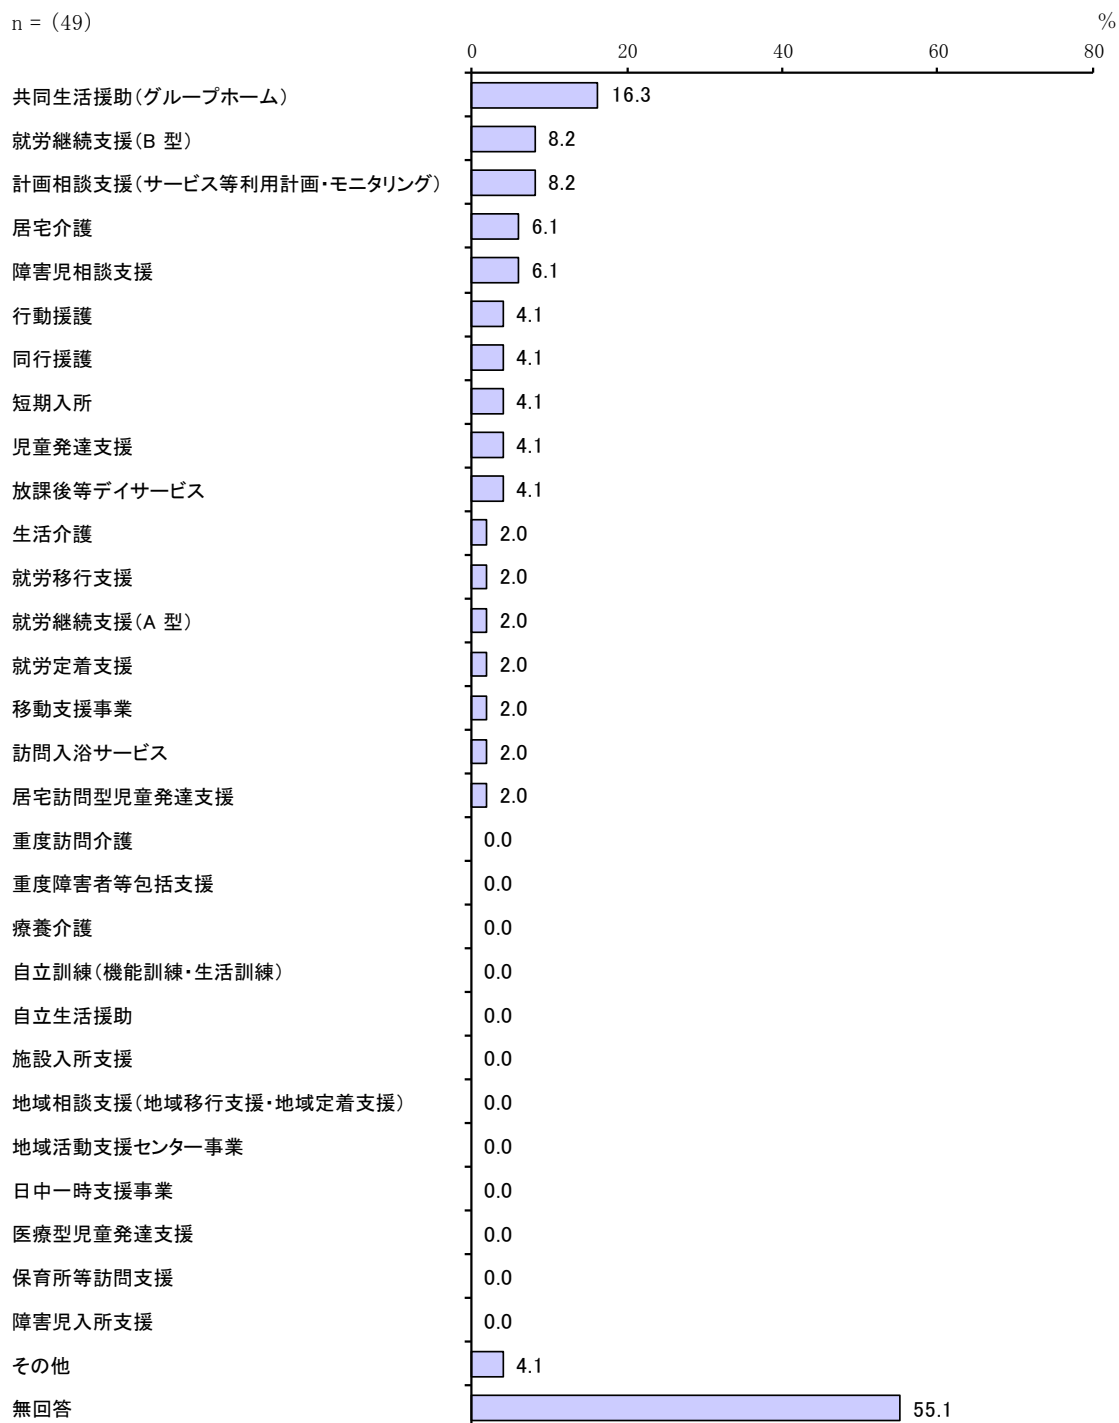 n = (49)
%
0 20 40 60 80
共同生活援助(グループホーム) 16.3
就労継続支援(B 型) 8.2
計画相談支援(サービス等利用計画・モニタリング) 8.2
居宅介護 6.1
障害児相談支援 6.1
行動援護 4.1
同行援護 4.1
短期入所 4.1
児童発達支援 4.1
放課後等デイサービス 4.1
生活介護 2.0
就労移行支援 2.0
就労継続支援(A 型) 2.0
就労定着支援 2.0
移動支援事業 2.0
訪問入浴サービス 2.0
居宅訪問型児童発達支援 2.0
重度訪問介護 0.0
重度障害者等包括支援 0.0
療養介護 0.0
自立訓練(機能訓練・生活訓練) 0.0
自立生活援助 0.0
施設入所支援 0.0
地域相談支援(地域移行支援・地域定着支援) 0.0
地域活動支援センター事業 0.0
日中一時支援事業 0.0
医療型児童発達支援 0.0
保育所等訪問支援 0.0
障害児入所支援 0.0
その他 4.1
無回答 55.1